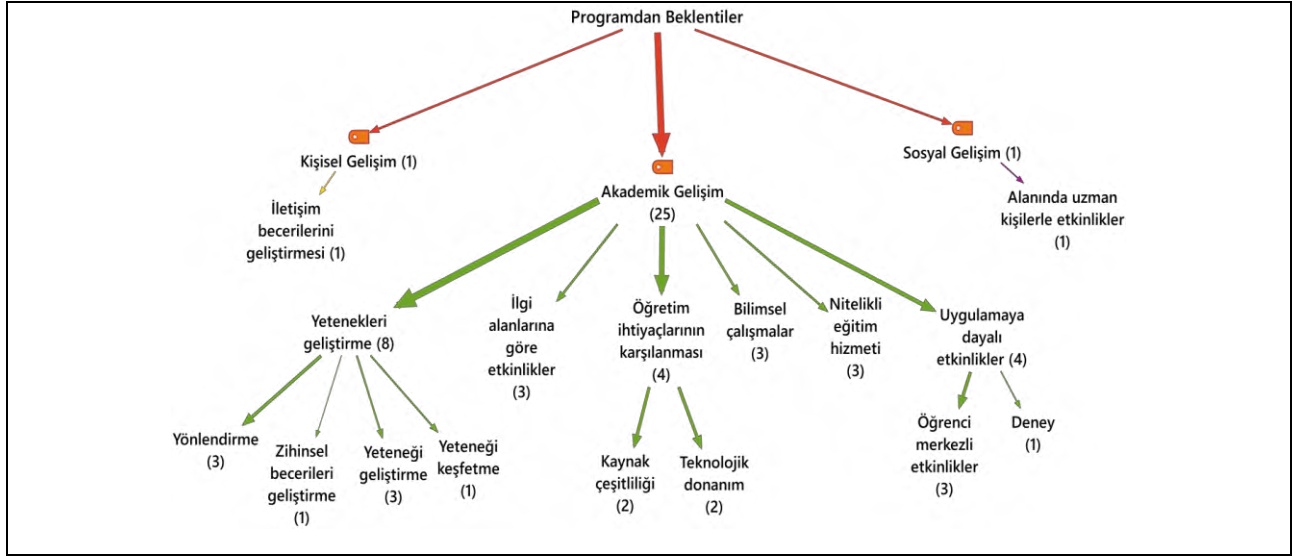 Programdan Beklentiler
Kişisel Gelişim (1)
İletişim
becerilerini
geliştirmesi (1)
Akademik Gelişim
(25)
Sosyal Gelişim (1)
Alanında uzman
kişilerle etkinlikler
(1)
Yetenekleri
geliştirme (8)
İlgi
alanlarına
göre
etkinlikler
(3)
Öğretim
ihtiyaçlarının
karşılanması
(4)
Bilimsel
çalışmalar
(3)
Nitelikli
eğitim
hizmeti
(3)
Uygulamaya
dayalı
etkinlikler (4)
Yönlendirme
(3)
Zihinsel
becerileri
geliştirme
(1)
Yeteneği
geliştirme
(3)
Yeteneği
keşfetme
(1)
Kaynak
çeşitliliği
(2)
Teknolojik
donanım
(2)
Öğrenci
merkezli
etkinlikler
(3)
Deney
(1)